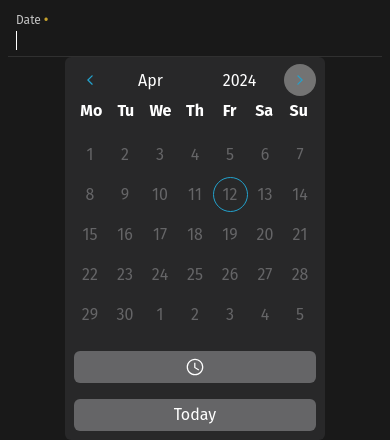 Date •
Apr 2024
Mo Tu We Th Fr Sa Su
1 2 3 4 5 6 7
8 9 10 11 12 13 14
15 16 17 18 19 20 21
22 23 24 25 26 27 28
29 30 1 2 3 4 5
Today